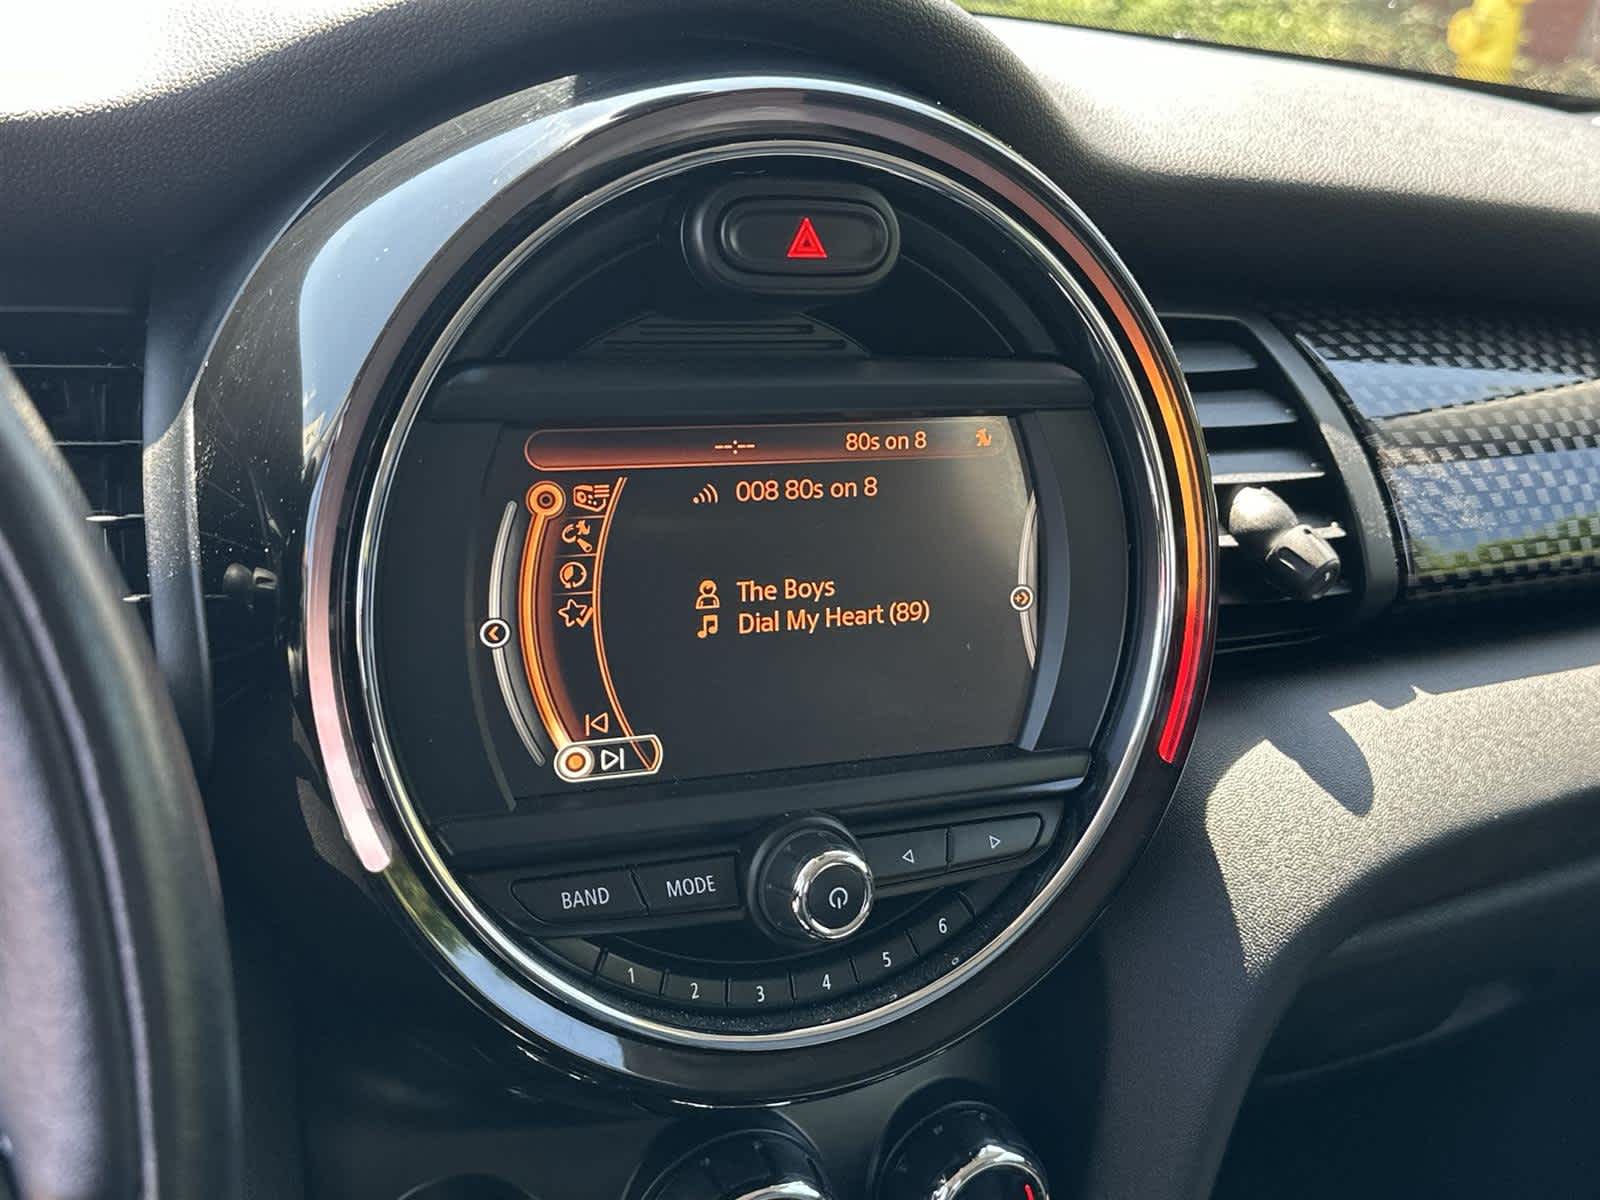 --:-- 80s on 8
008 80s on 8
The Boys
Dial My Heart (89)
BAND MODE
1 2 3 4 5 6